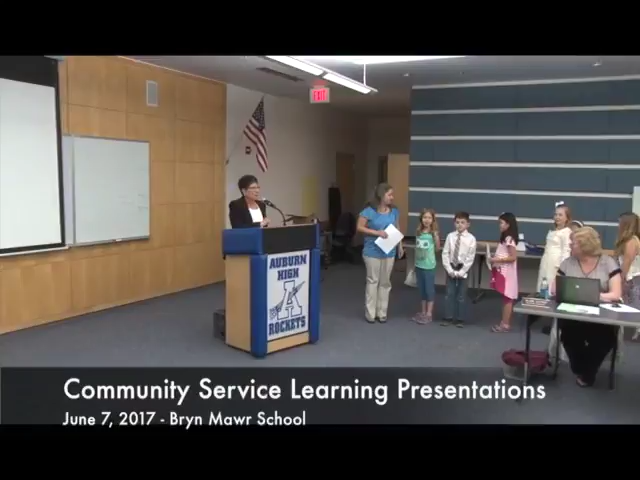 EXIT
AUBURN HIGH
A
ROCKETS
Community Service Learning Presentations
June 7, 2017 - Bryn Mawr School